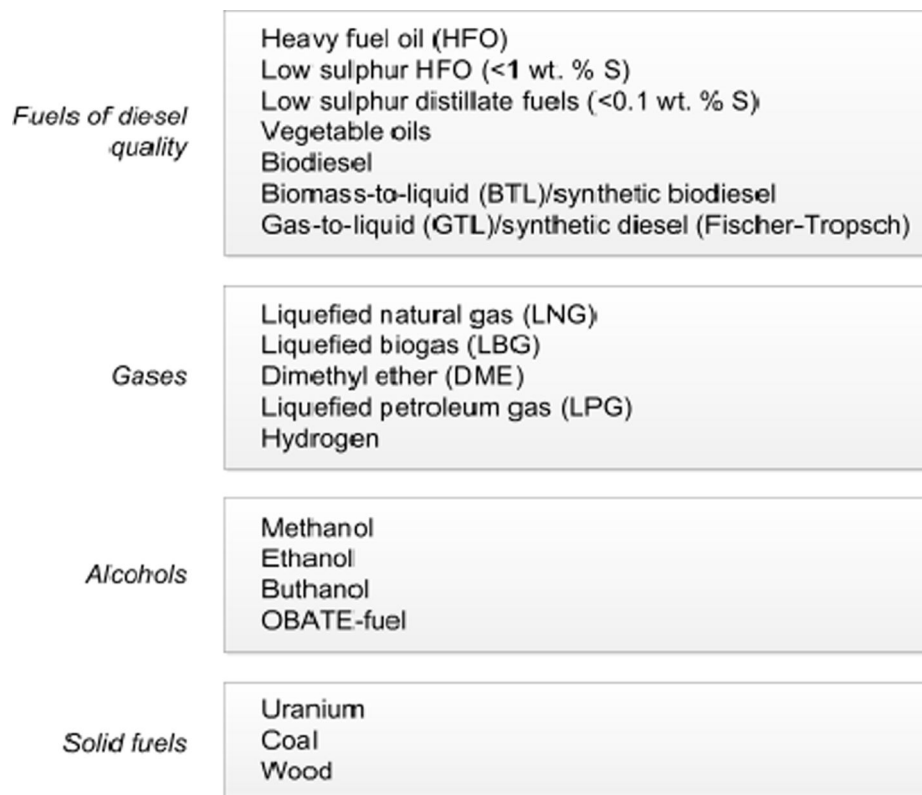 Fuels of diesel
quality
Heavy fuel oil (HFO)
Low sulphur HFO (<1 wt. % S)
Low sulphur distillate fuels (<0.1 wt. % S)
Vegetable oils
Biodiesel
Biomass-to-liquid (BTL)/synthetic biodiesel
Gas-to-liquid (GTL)/synthetic diesel (Fischer-Tropsch)
Gases
Liquefied natural gas (LNG)
Liquefied biogas (LBG)
Dimethyl ether (DME)
Liquefied petroleum gas (LPG)
Hydrogen
Alcohols
Methanol
Ethanol
Buthanol
OBATE-fuel
Solid fuels
Uranium
Coal
Wood